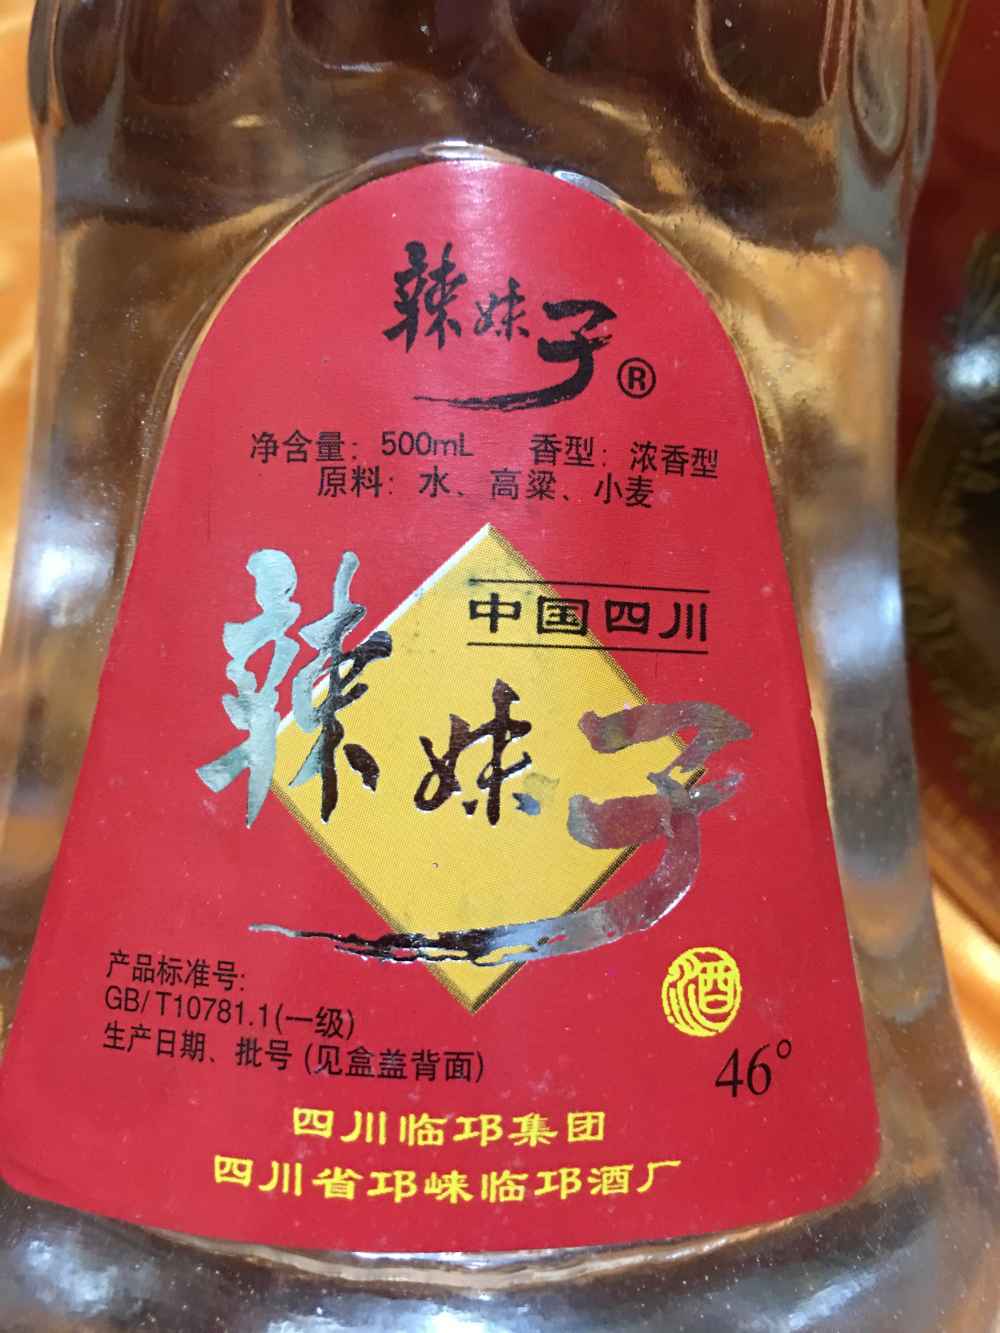 辣妹子®
净含量：500mL 香型：浓香型
原料：水、高粱、小麦
中国四川
辣妹子
产品标准号：
GB/T10781.1(一级)
生产日期、批号（见盒盖背面）
酒
46°
四川临邛集团
四川省邛崃临邛酒厂